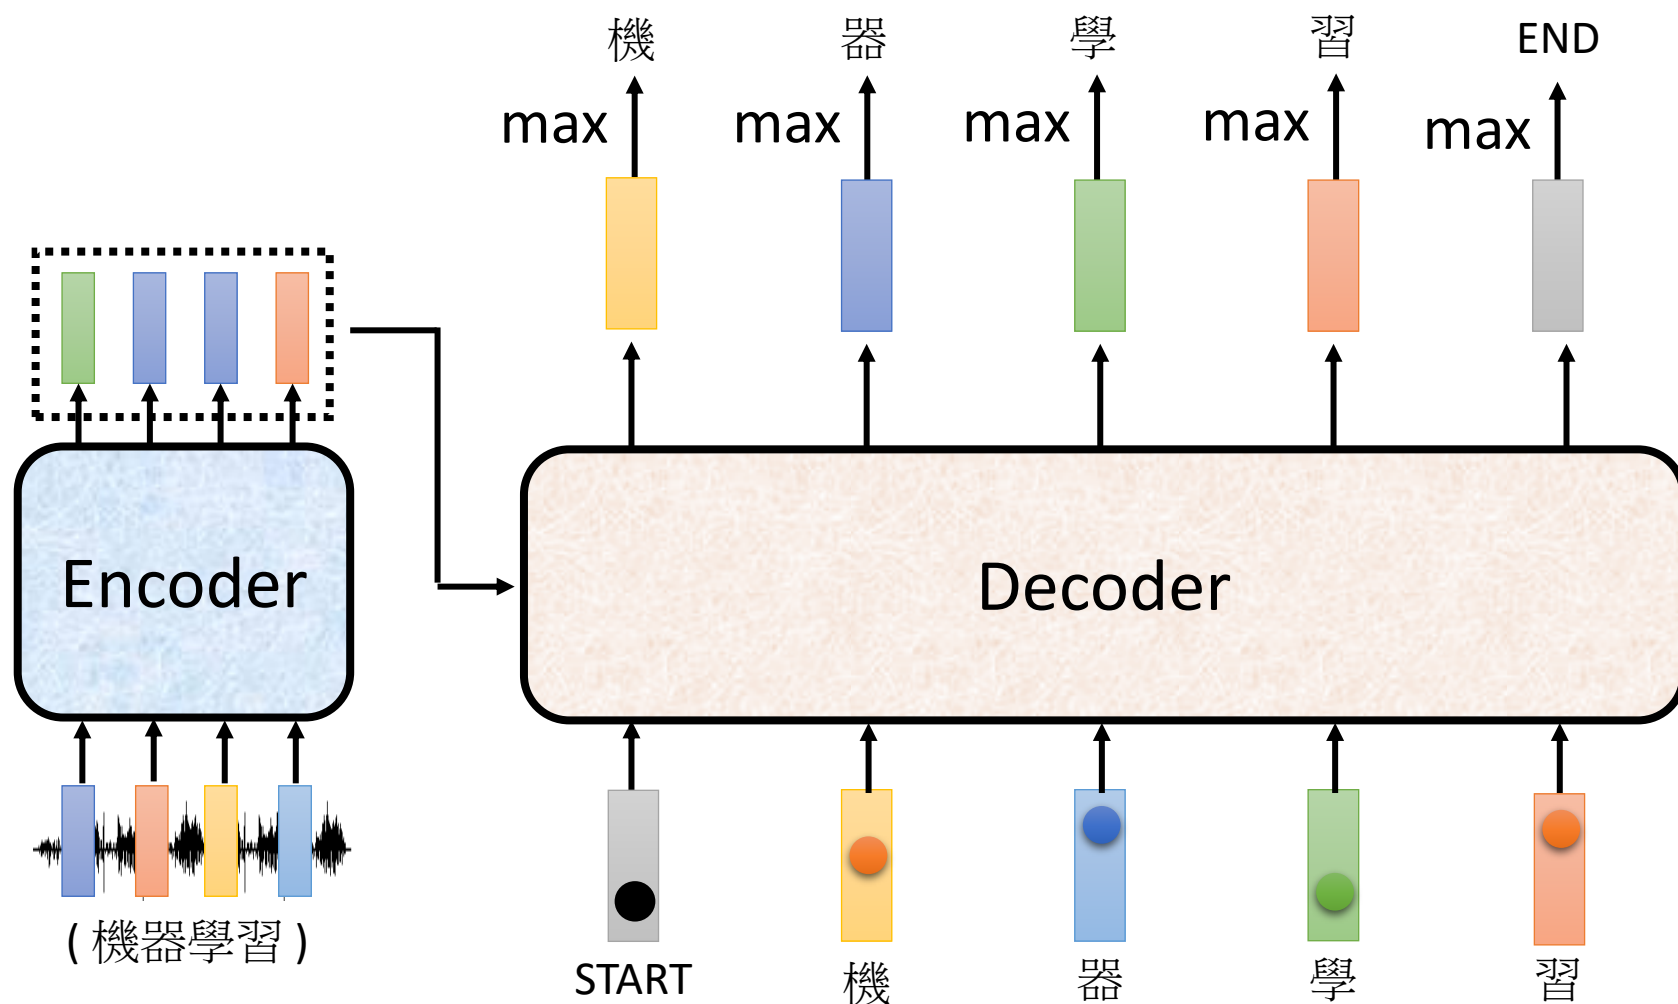 機 器 學 習 END
max max max max max
Encoder
Decoder
( 機器學習 )
START 機 器 學 習